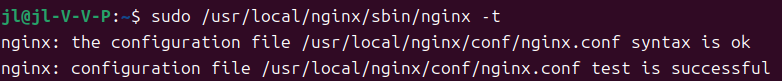 jl@jl-V-V-P:~$ sudo /usr/local/nginx/sbin/nginx -t
nginx: the configuration file /usr/local/nginx/conf/nginx.conf syntax is ok
nginx: configuration file /usr/local/nginx/conf/nginx.conf test is successful